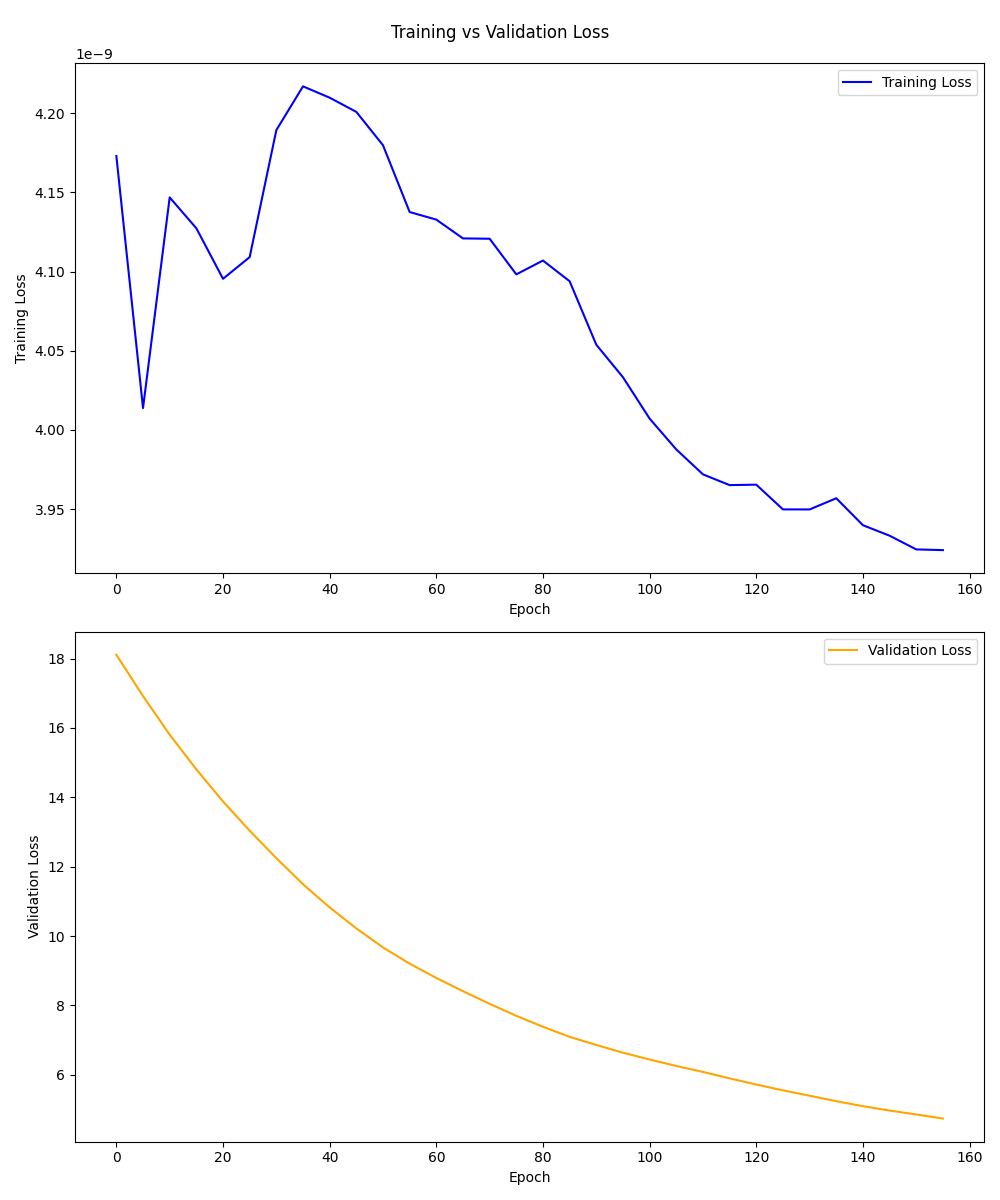 Training vs Validation Loss
1e−9
Training Loss
4.20
4.15
4.10
4.05
4.00
3.95
Training Loss
0 20 40 60 80 100 120 140 160
Epoch
Validation Loss
18
16
14
12
10
8
6
Validation Loss
0 20 40 60 80 100 120 140 160
Epoch